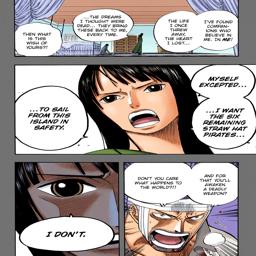 I'VE FOUND
COMPAN-
IONS WHO
BELIEVE IN
ME. IN ME!
THE LIFE I
ONCE
THREW
AWAY,
THE HEART
I LOST...
... THE DREAMS
I THOUGHT
WERE DEAD... THEY BRING
THESE BACK TO ME,
EVERY TIME.
THEN WHAT
IS THIS
WISH OF
YOURS?!
MYSELF
EXCEPTED...
...I WANT
THE SIX
REMAINING
STRAW HAT
PIRATES...
...TO SAIL
FROM THIS
ISLAND IN
SAFETY.
DON'T YOU CARE
WHAT HAPPENS TO
THE WORLD?!!
AND FOR
THAT YOU'LL
AWAKEN
A DEADLY
WEAPON?
I DON'T.